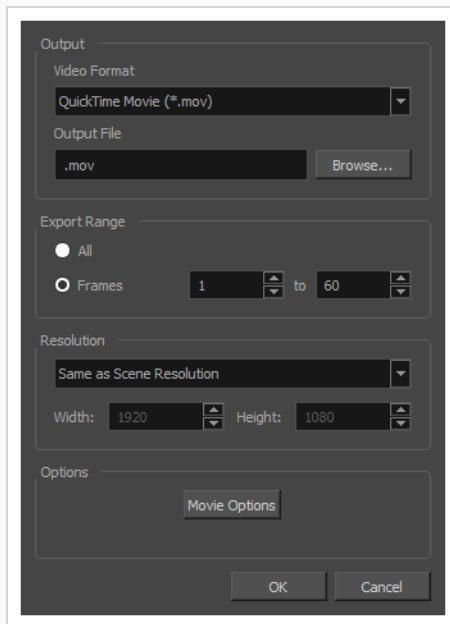 Output
Video Format
QuickTime Movie (*.mov)
Output File
.mov Browse...
Export Range
All
Frames 1 to 60
Resolution
Same as Scene Resolution
Width: 1920 Height: 1080
Options
Movie Options
OK Cancel